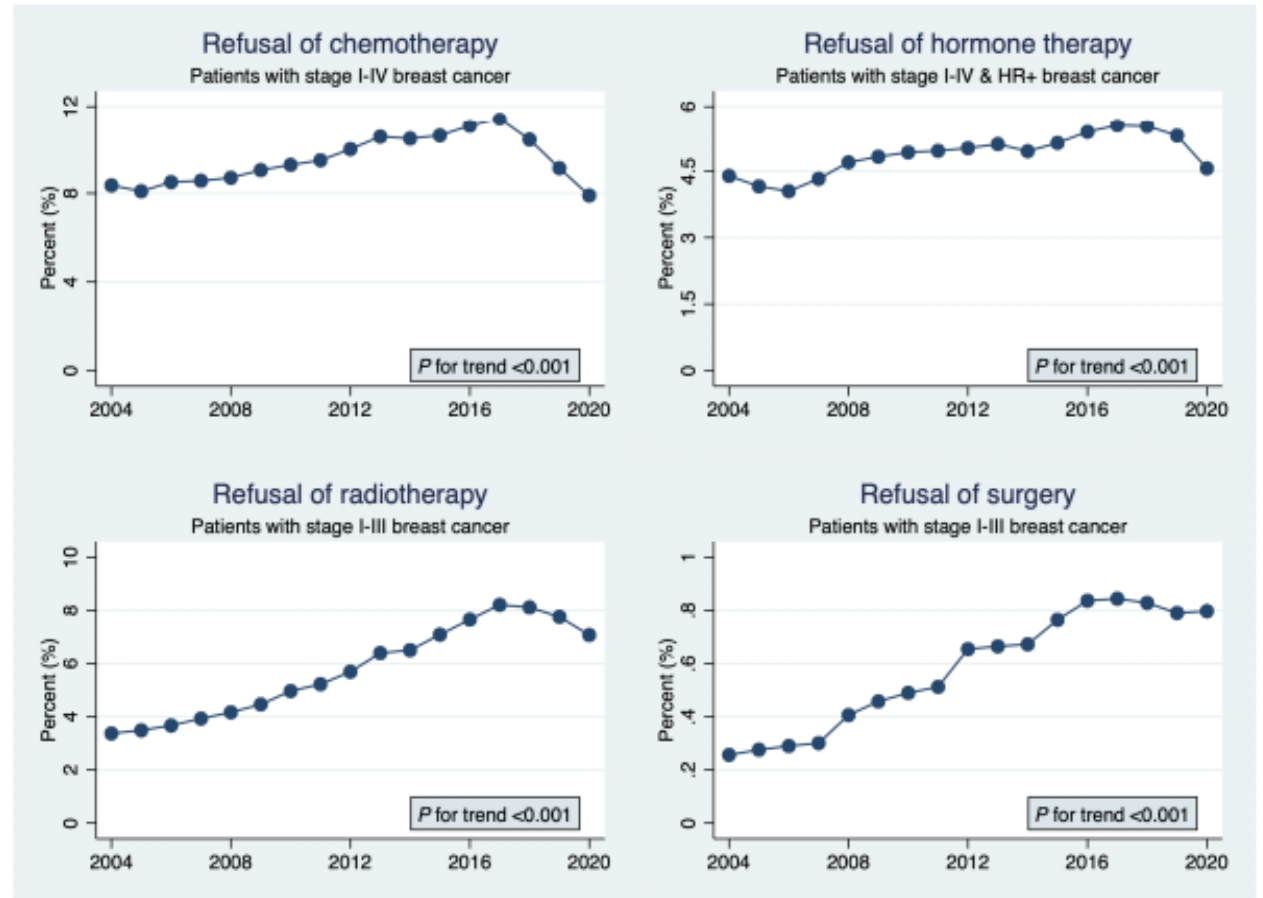 Refusal of chemotherapy
Patients with stage I-IV breast cancer
Percent (%)
12
8
4
0
P for trend <0.001
2004 2008 2012 2016 2020
Refusal of hormone therapy
Patients with stage I-IV & HR+ breast cancer
Percent (%)
6
4.5
3
1.5
0
P for trend <0.001
2004 2008 2012 2016 2020
Refusal of radiotherapy
Patients with stage I-III breast cancer
Percent (%)
10
8
6
4
2
0
P for trend <0.001
2004 2008 2012 2016 2020
Refusal of surgery
Patients with stage I-III breast cancer
Percent (%)
1
.8
.6
.4
.2
0
P for trend <0.001
2004 2008 2012 2016 2020